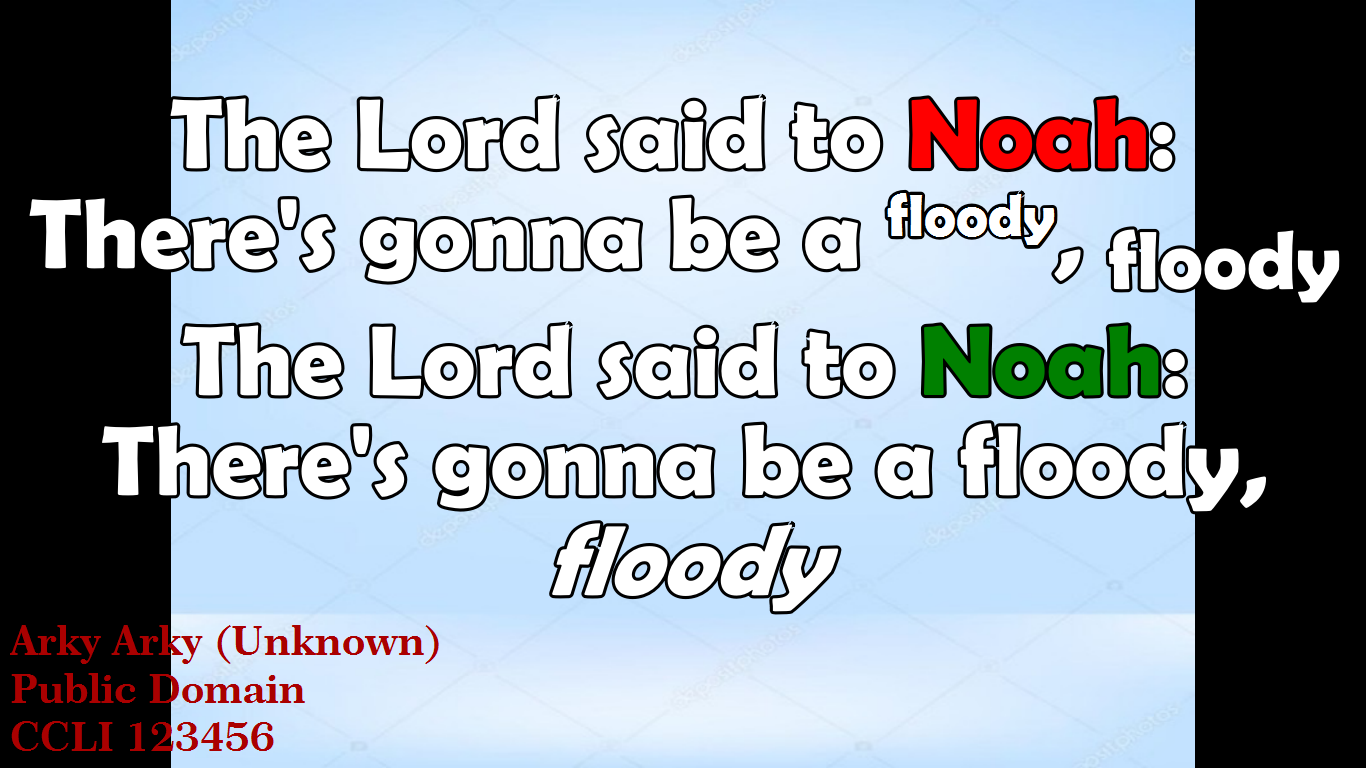 The Lord said to Noah:
There's gonna be a floody, floody
The Lord said to Noah:
There's gonna be a floody,
floody
Arky Arky (Unknown)
Public Domain
CCLI 123456
depositphotos